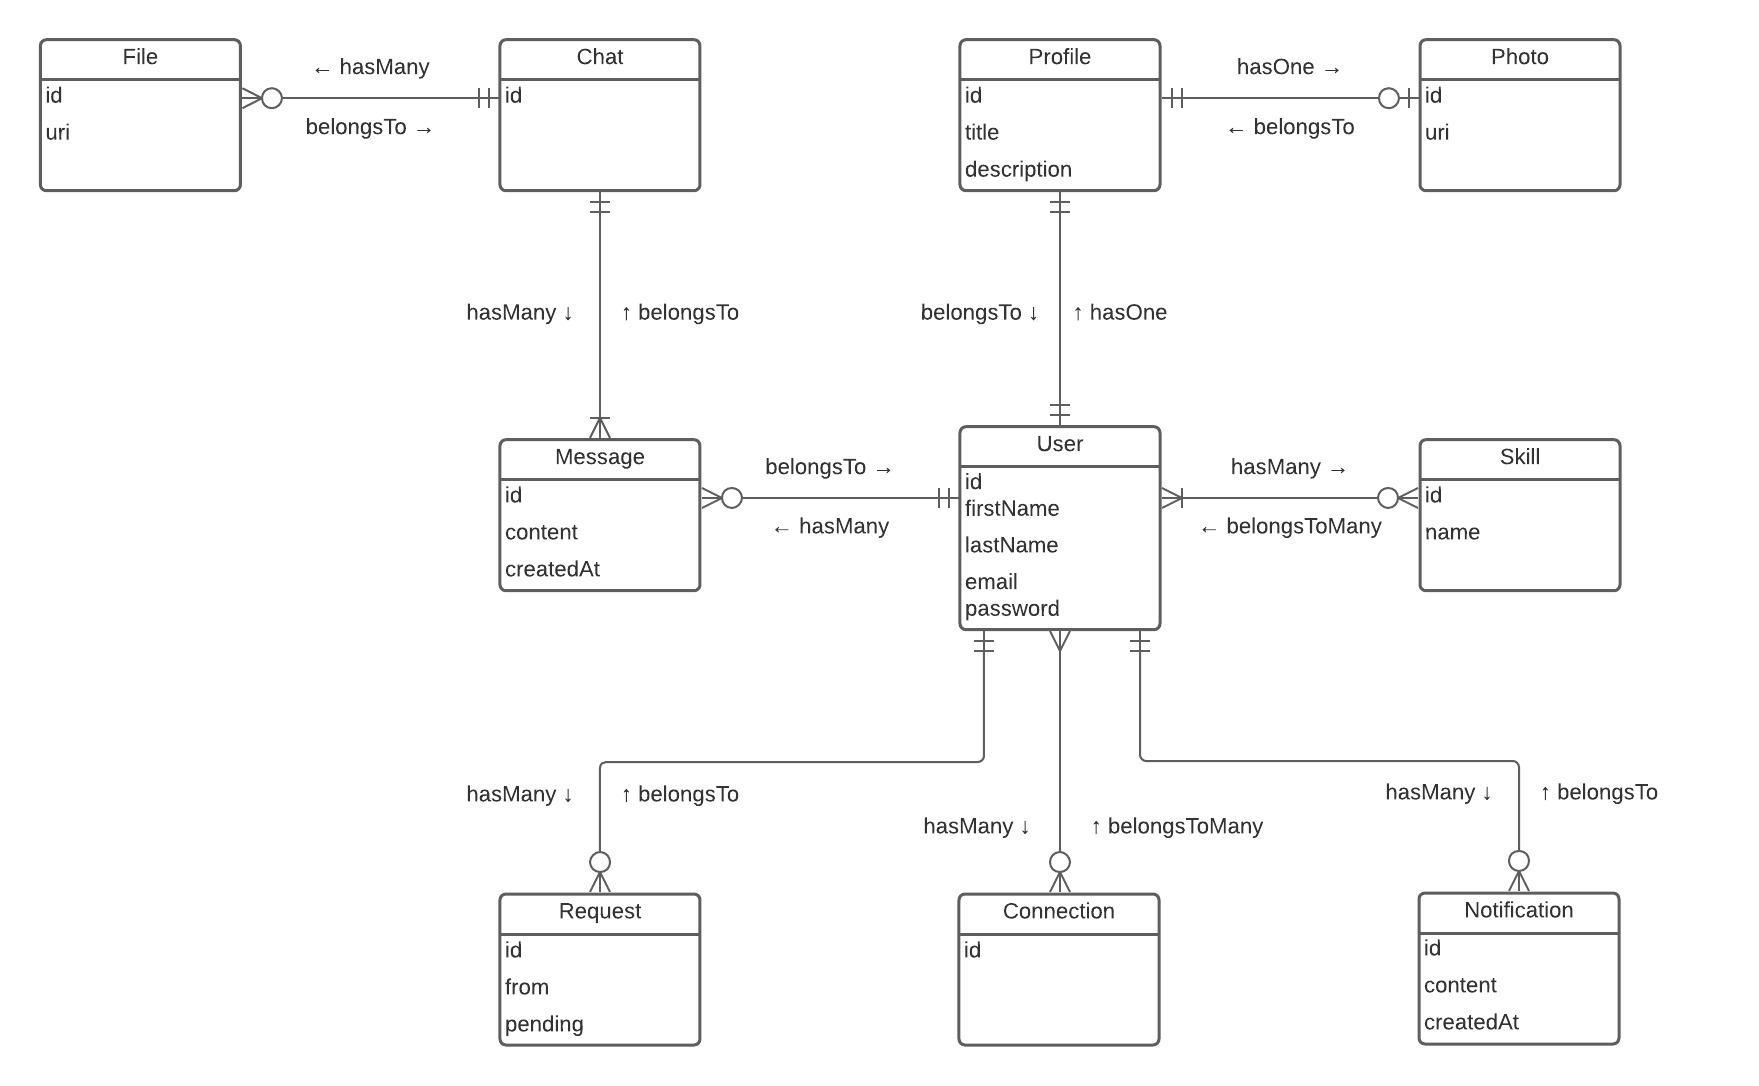 File
id
uri
← hasMany
belongsTo →
Chat
id
Profile
id
title
description
hasOne →
← belongsTo
Photo
id
uri
hasMany ↓
↑ belongsTo
belongsTo ↓
↑ hasOne
Message
id
content
createdAt
belongsTo →
← hasMany
User
id
firstName
lastName
email
password
hasMany →
← belongsToMany
Skill
id
name
hasMany ↓
↑ belongsTo
hasMany ↓
↑ belongsToMany
hasMany ↓
↑ belongsTo
Request
id
from
pending
Connection
id
Notification
id
content
createdAt